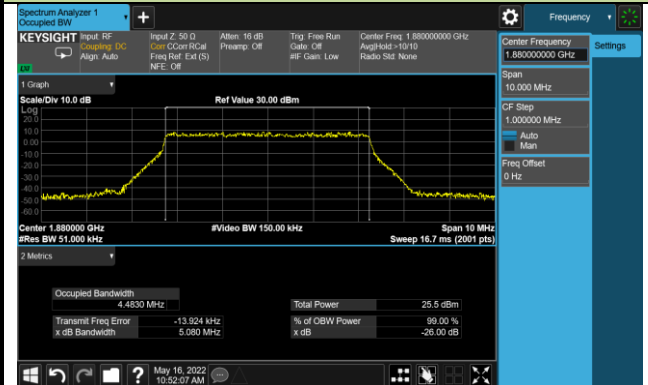 Spectrum Analyzer 1
Occupied BW
Frequency
KEYSIGHT
Input: RF
Coupling: DC
Align: Auto
Input Z: 50 Ω
Corr CCorr RCal
Freq Ref: Ext (S)
NFE: Off
Atten: 16 dB
Preamp: Off
Trig: Free Run
Gate: Off
#IF Gain: Low
Center Freq: 1.880000000 GHz
Avg|Hold:>10/10
Radio Std: None
Center Frequency
1.880000000 GHz
Settings
Span
10.000 MHz
CF Step
1.000000 MHz
Auto
Man
Freq Offset
0 Hz
1 Graph
Scale/Div 10.0 dB
Ref Value 30.00 dBm
Log
20.0
10.0
0.00
-10.0
-20.0
-30.0
-40.0
-50.0
-60.0
Center 1.880000 GHz
#Video BW 150.00 kHz
Span 10 MHz
#Res BW 51.000 kHz
Sweep 16.7 ms (2001 pts)
2 Metrics
Occupied Bandwidth
4.4830 MHz
Total Power
25.5 dBm
Transmit Freq Error
-13.924 kHz
% of OBW Power
99.00 %
x dB Bandwidth
5.080 MHz
x dB
-26.00 dB
?
May 16, 2022
10:52:07 AM